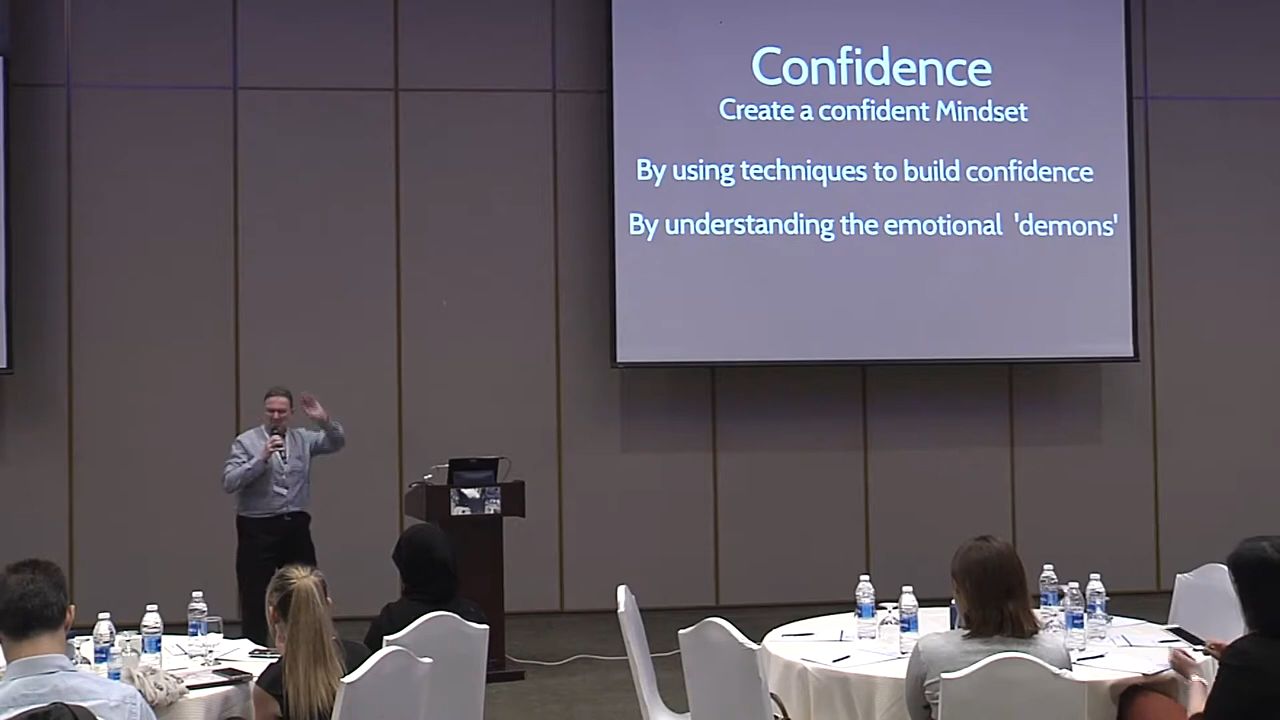 Confidence
Create a confident Mindset
By using techniques to build confidence
By understanding the emotional 'demons'